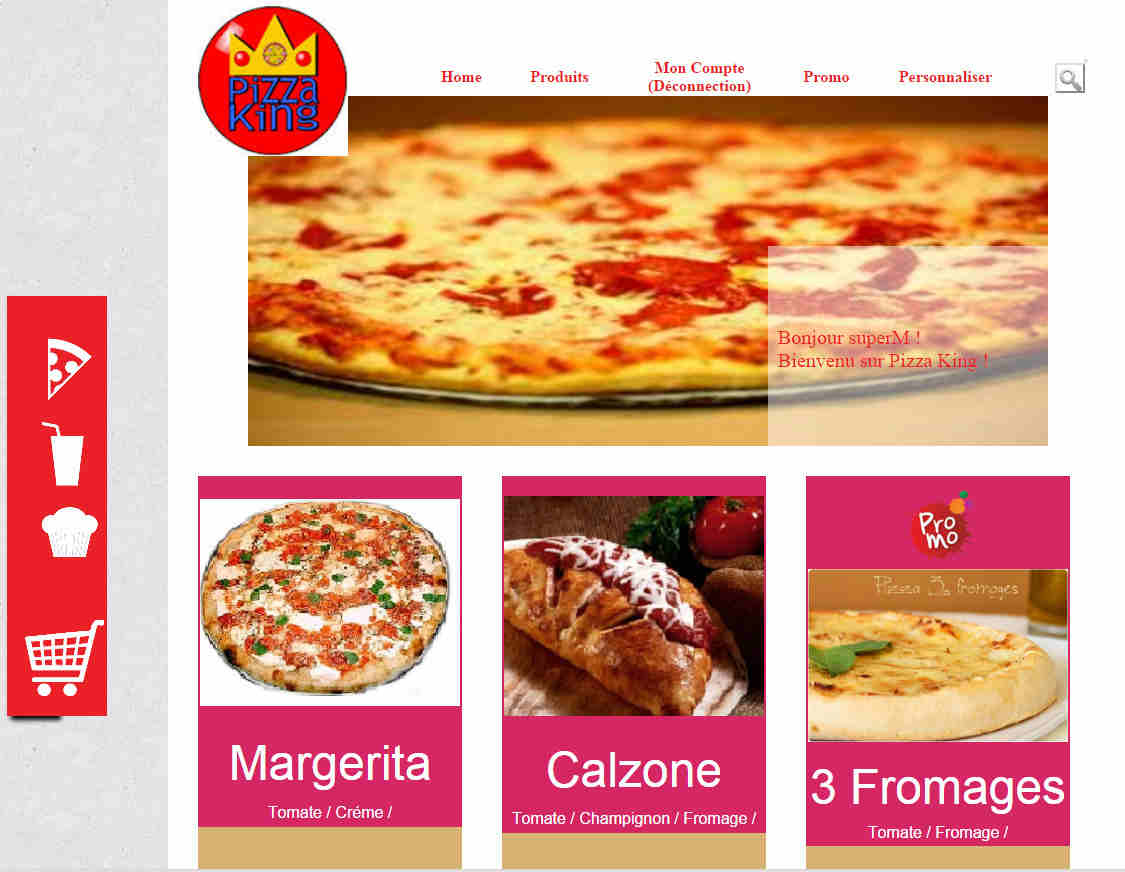 Pizza
King
Home
Produits
Mon Compte
(Déconnection)
Promo
Personnaliser
Bonjour superM !
Bienvenu sur Pizza King !
Margerita
Tomate / Créme /
Calzone
Tomate / Champignon / Fromage /
Pro
mo
Pizzza 3 fromages
3 Fromages
Tomate / Fromage /